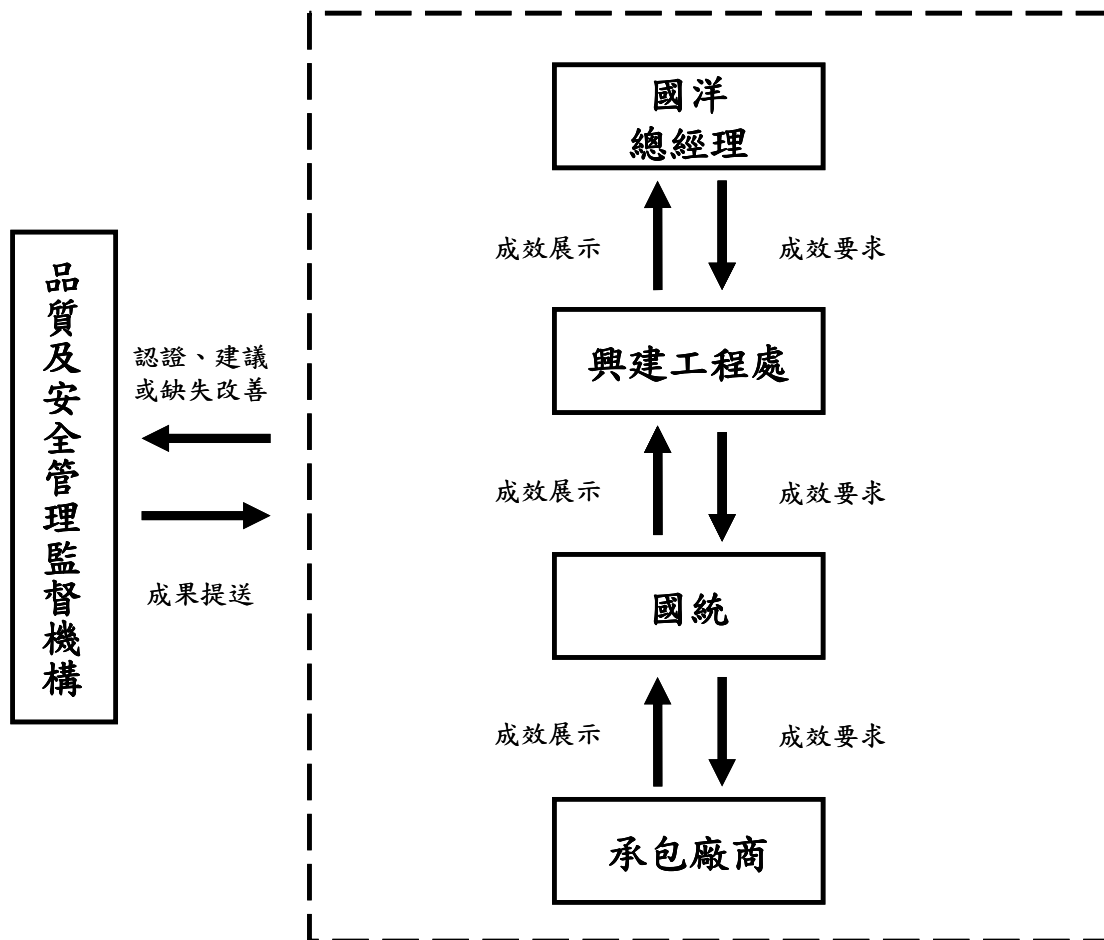 國洋
總經理
成效展示
成效要求
品質及安全管理監督機構
認證、建議
或缺失改善
興建工程處
成效展示
成效要求
成果提送
國統
成效展示
成效要求
承包廠商